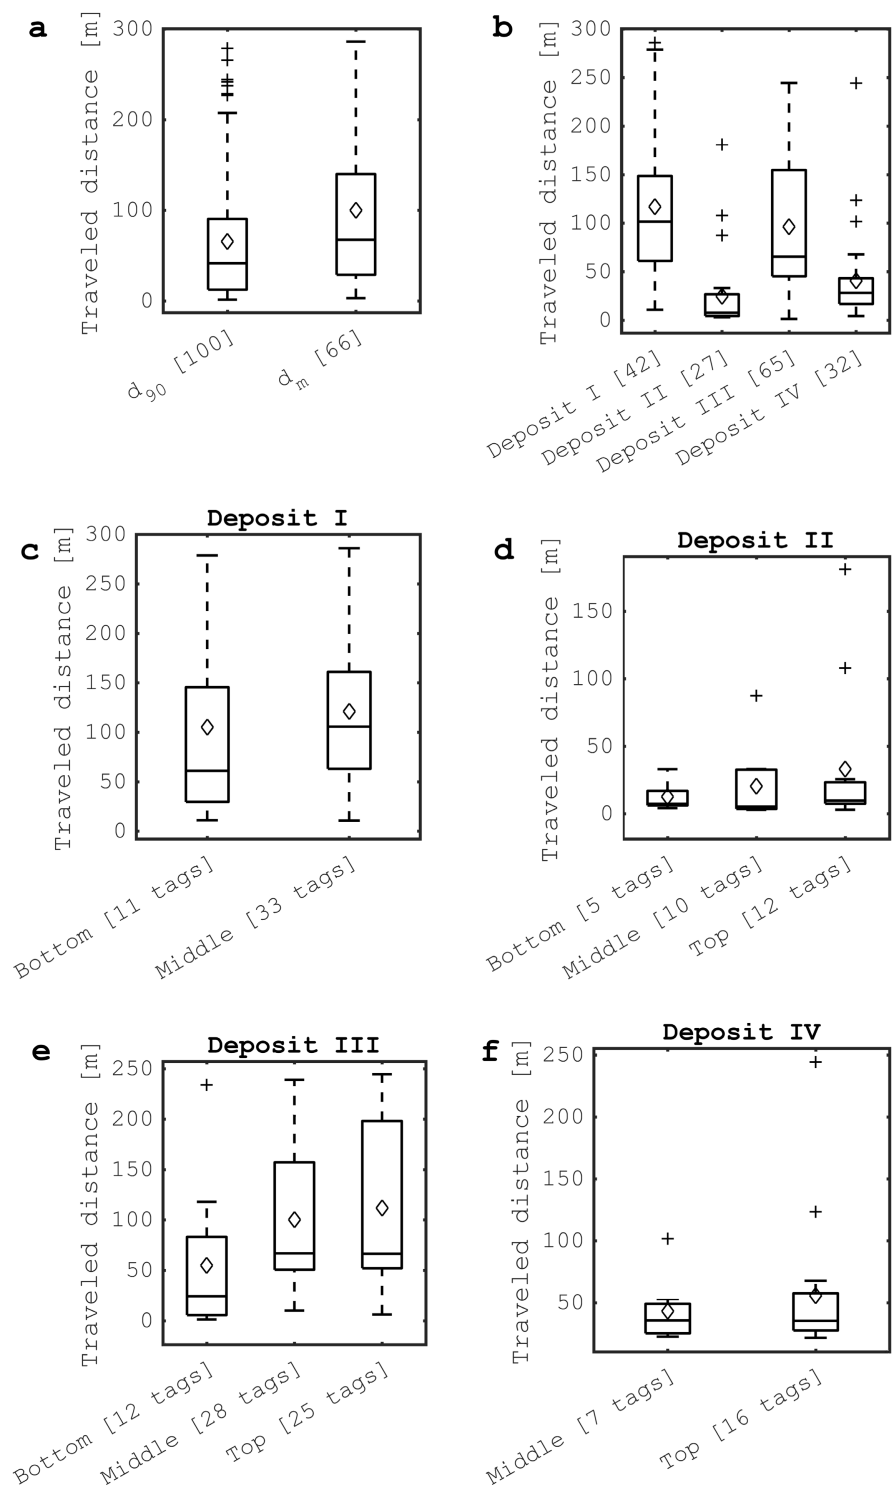 a
Traveled distance [m]
300
200
100
0
d90 [100]
dm [66]
b
Traveled distance [m]
300
250
200
150
100
50
0
Deposit I [42]
Deposit II [27]
Deposit III [65]
Deposit IV [32]
c
Deposit I
Traveled distance [m]
300
250
200
150
100
50
0
Bottom [11 tags]
Middle [33 tags]
d
Deposit II
Traveled distance [m]
150
100
50
0
Bottom [5 tags]
Middle [10 tags]
Top [12 tags]
e
Deposit III
Traveled distance [m]
250
200
150
100
50
0
Bottom [12 tags]
Middle [28 tags]
Top [25 tags]
f
Deposit IV
Traveled distance [m]
250
200
150
100
50
Middle [7 tags]
Top [16 tags]